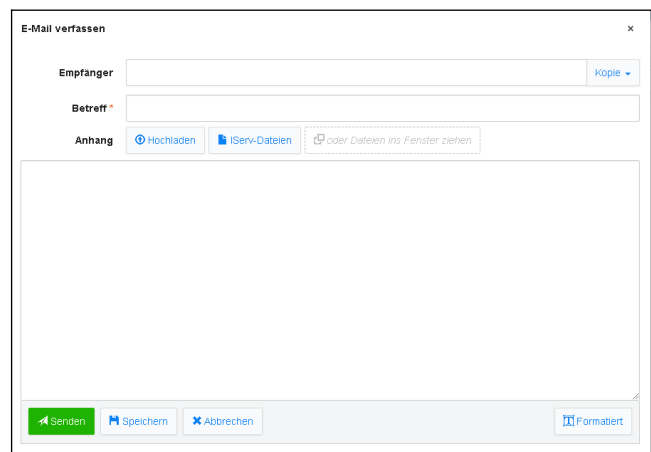 E-Mail verfassen ×
Empfänger Kopie
Betreff *
Anhang Hochladen IServ-Dateien oder Dateien ins Fenster ziehen
Senden Speichern Abbrechen Formatiert